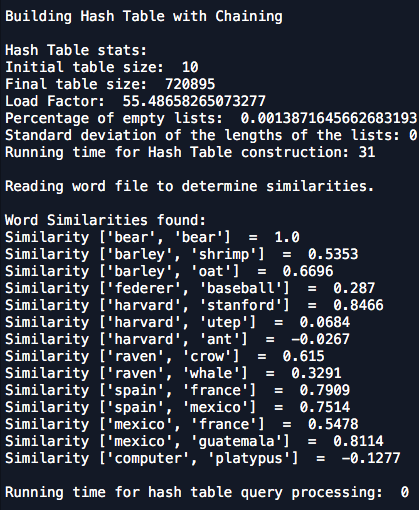 Building Hash Table with Chaining
Hash Table stats:
Initial table size:  10
Final table size:  720895
Load Factor:  55.48658265073277
Percentage of empty lists:  0.0013871645662683193
Standard deviation of the lengths of the lists: 0
Running time for Hash Table construction: 31
Reading word file to determine similarities.
Word Similarities found:
Similarity ['bear', 'bear']  =  1.0
Similarity ['barley', 'shrimp']  =  0.5353
Similarity ['barley', 'oat']  =  0.6696
Similarity ['federer', 'baseball']  =  0.287
Similarity ['harvard', 'stanford']  =  0.8466
Similarity ['harvard', 'utep']  =  0.0684
Similarity ['harvard', 'ant']  =  -0.0267
Similarity ['raven', 'crow']  =  0.615
Similarity ['raven', 'whale']  =  0.3291
Similarity ['spain', 'france']  =  0.7909
Similarity ['spain', 'mexico']  =  0.7514
Similarity ['mexico', 'france']  =  0.5478
Similarity ['mexico', 'guatemala']  =  0.8114
Similarity ['computer', 'platypus']  =  -0.1277
Running time for hash table query processing:  0